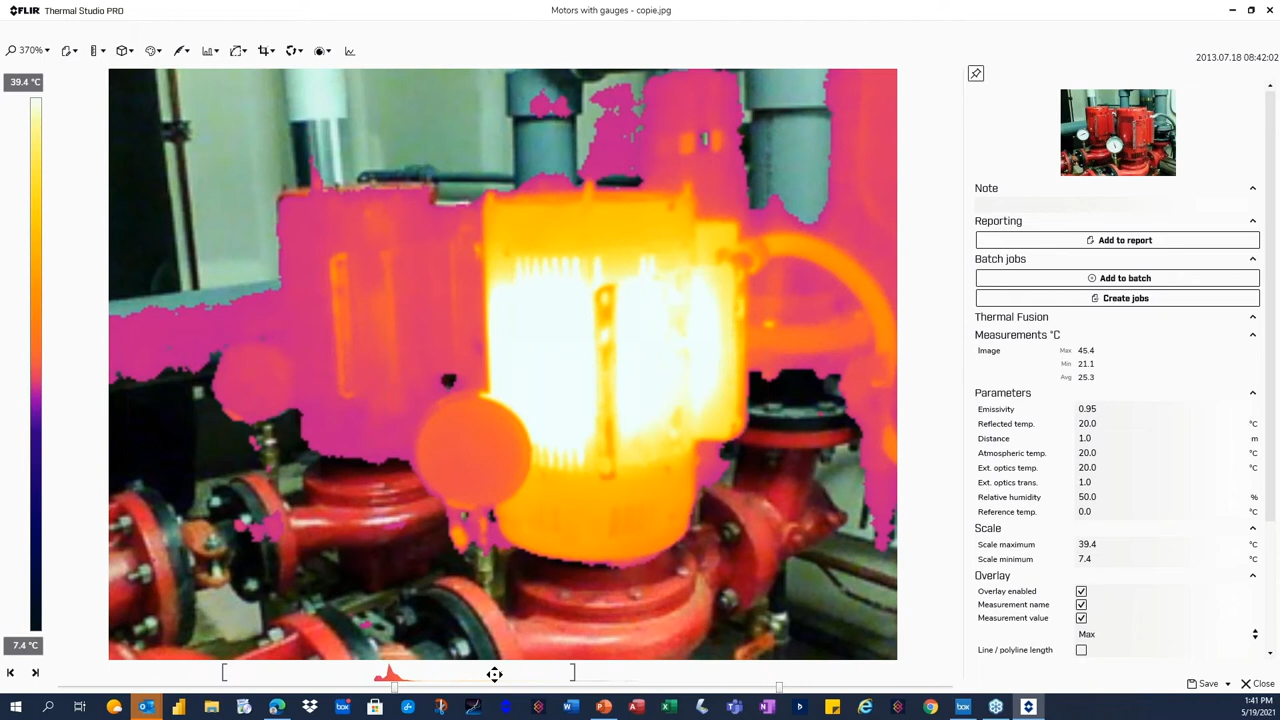 FLIR Thermal Studio PRO
Motors with gauges - copie.jpg
370%
2013.07.18 08:42:02
39.4 °C
7.4 °C
Note
Reporting
Add to report
Batch jobs
Add to batch
Create jobs
Thermal Fusion
Measurements °C
Image Max 45.4
Min 21.1
Avg 25.3
Parameters
Emissivity 0.95
Reflected temp. 20.0 °C
Distance 1.0 m
Atmospheric temp. 20.0 °C
Ext. optics temp. 20.0 °C
Ext. optics trans. 1.0
Relative humidity 50.0 %
Reference temp. 0.0 °C
Scale
Scale maximum 39.4 °C
Scale minimum 7.4 °C
Overlay
Overlay enabled
Measurement name
Measurement value
Max
Line / polyline length
Save Close
1:41 PM
5/19/2021